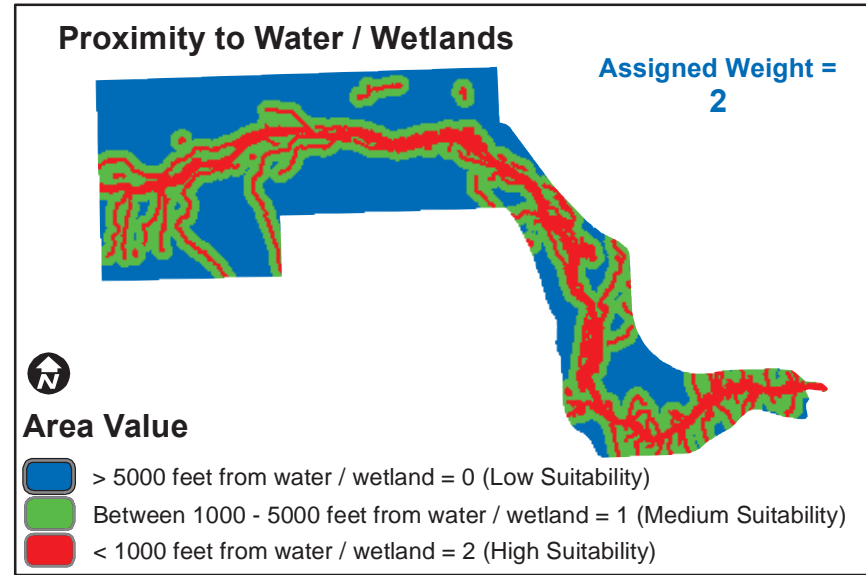 Proximity to Water / Wetlands
Assigned Weight =
2
N
Area Value
> 5000 feet from water / wetland = 0 (Low Suitability)
Between 1000 - 5000 feet from water / wetland = 1 (Medium Suitability)
< 1000 feet from water / wetland = 2 (High Suitability)